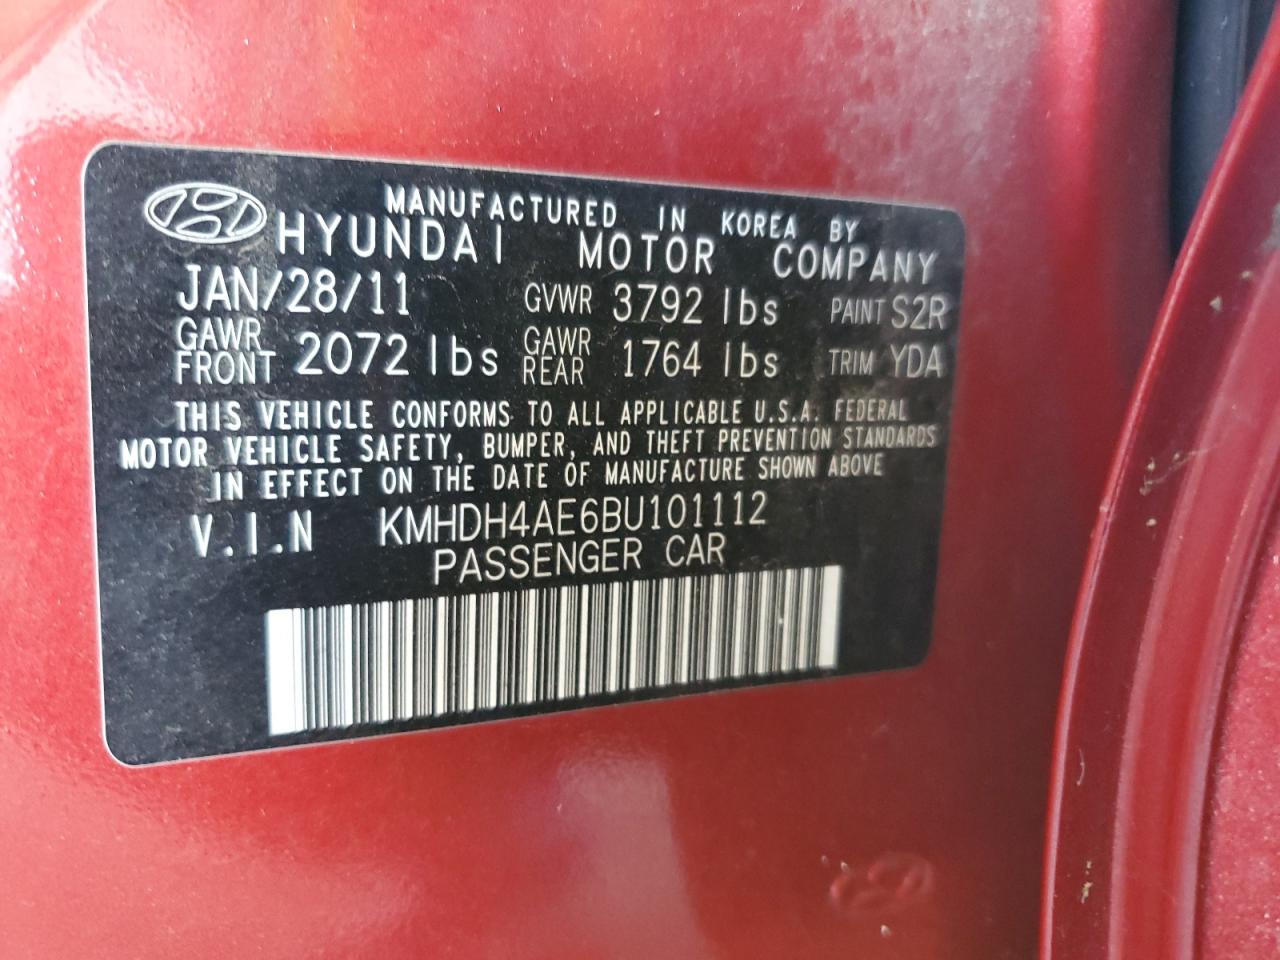 MANUFACTURED IN KOREA BY
HYUNDAI MOTOR COMPANY
JAN/28/11 GVWR 3792 lbs PAINT S2R
GAWR FRONT 2072 lbs GAWR REAR 1764 lbs TRIM YDA
THIS VEHICLE CONFORMS TO ALL APPLICABLE U.S.A. FEDERAL
MOTOR VEHICLE SAFETY, BUMPER, AND THEFT PREVENTION STANDARDS
IN EFFECT ON THE DATE OF MANUFACTURE SHOWN ABOVE
V.I.N KMHDH4AE6BU101112
PASSENGER CAR